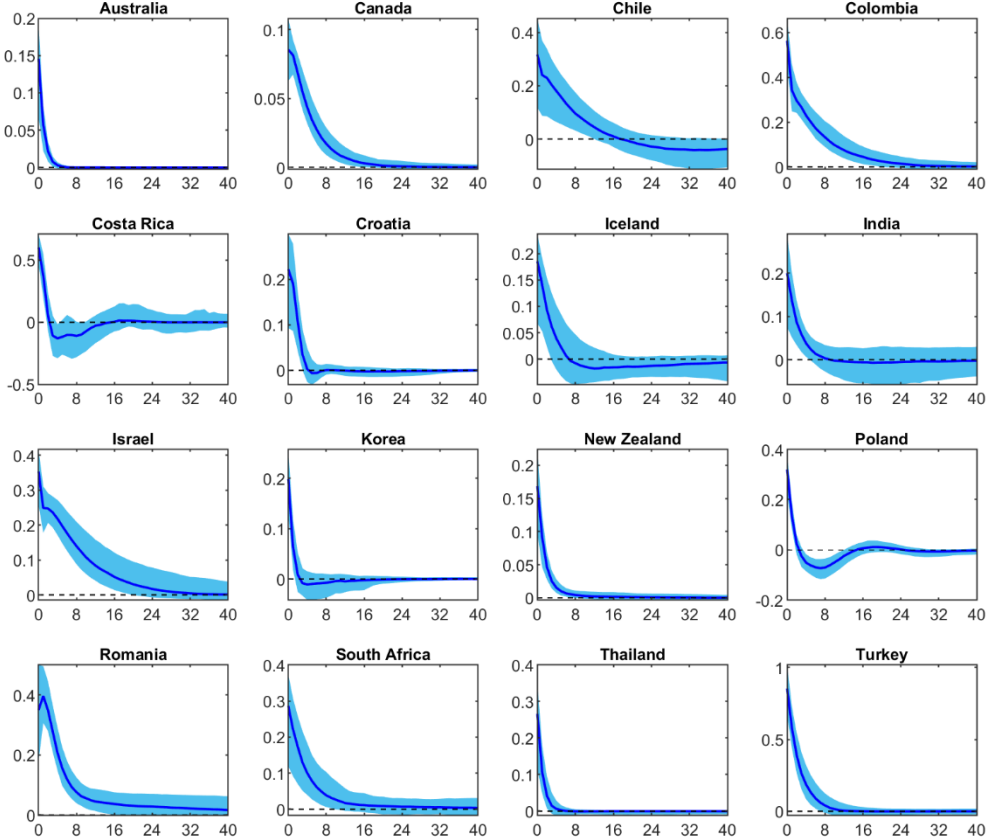 Australia Canada Chile Colombia
0.2 0.1 0.4 0.6
0.15 0.05 0.2 0.4
0.1 0 0 0.2
0.05 0
0
0 8 16 24 32 40 0 8 16 24 32 40 0 8 16 24 32 40 0 8 16 24 32 40
Costa Rica Croatia Iceland India
0.5 0.2 0.2 0.2
0 0.1 0.15 0.1
-0.5 0 0.1 0
0.05
0
0 8 16 24 32 40 0 8 16 24 32 40 0 8 16 24 32 40 0 8 16 24 32 40
Israel Korea New Zealand Poland
0.4 0.2 0.2 0.4
0.3 0.1 0.15 0.2
0.2 0 0.1 0
0.1 0.05 -0.2
0 0
0 8 16 24 32 40 0 8 16 24 32 40 0 8 16 24 32 40 0 8 16 24 32 40
Romania South Africa Thailand Turkey
0.4 0.4 0.4 1
0.2 0.3 0.3 0.5
0 0.2 0.2 0
0.1 0.1
0 0
0 8 16 24 32 40 0 8 16 24 32 40 0 8 16 24 32 40 0 8 16 24 32 40